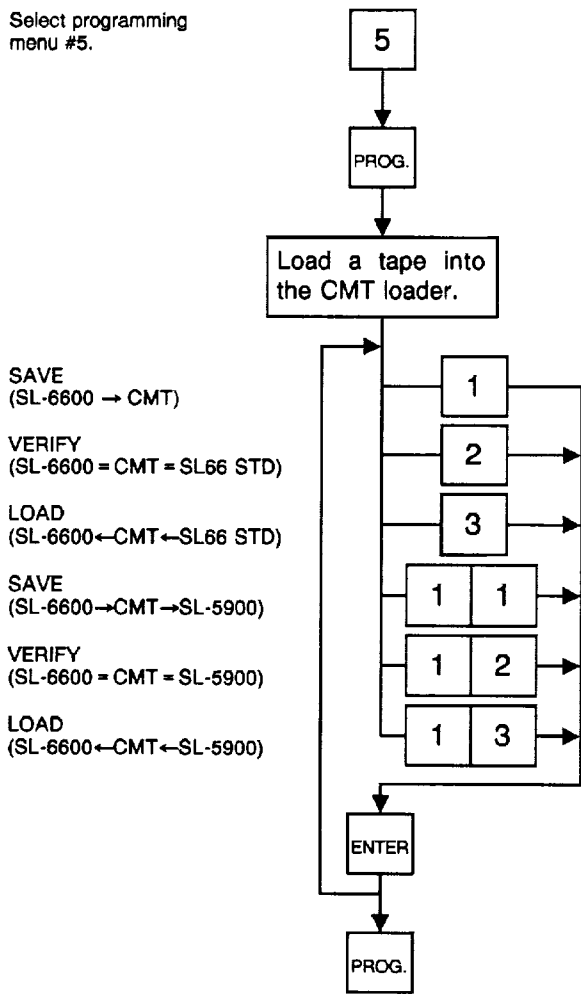 Select programming
menu #5.
5
PROG.
Load a tape into
the CMT loader.
SAVE
(SL-6600 → CMT)
1
VERIFY
(SL-6600 = CMT = SL66 STD)
2
LOAD
(SL-6600←CMT←SL66 STD)
3
SAVE
(SL-6600→CMT→SL-5900)
1 1
VERIFY
(SL-6600 = CMT = SL-5900)
1 2
LOAD
(SL-6600←CMT←SL-5900)
1 3
ENTER
PROG.